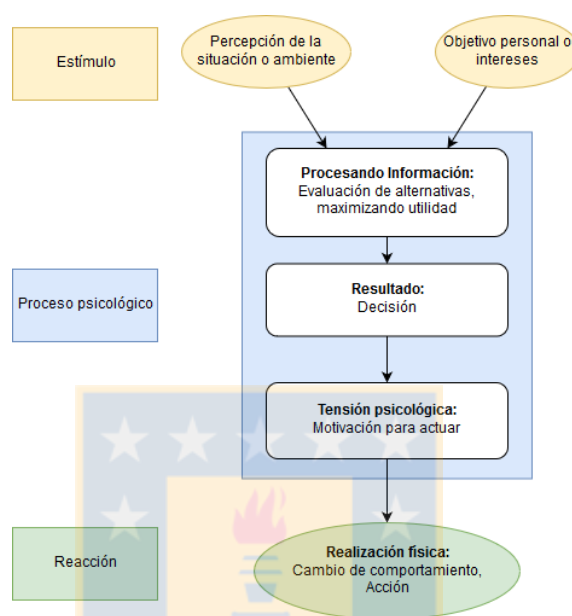 Estímulo
Percepción de la
situación o ambiente
Objetivo personal o
intereses
Procesando Información:
Evaluación de alternativas,
maximizando utilidad
Proceso psicológico
Resultado:
Decisión
Tensión psicológica:
Motivación para actuar
Reacción
Realización física:
Cambio de comportamiento,
Acción